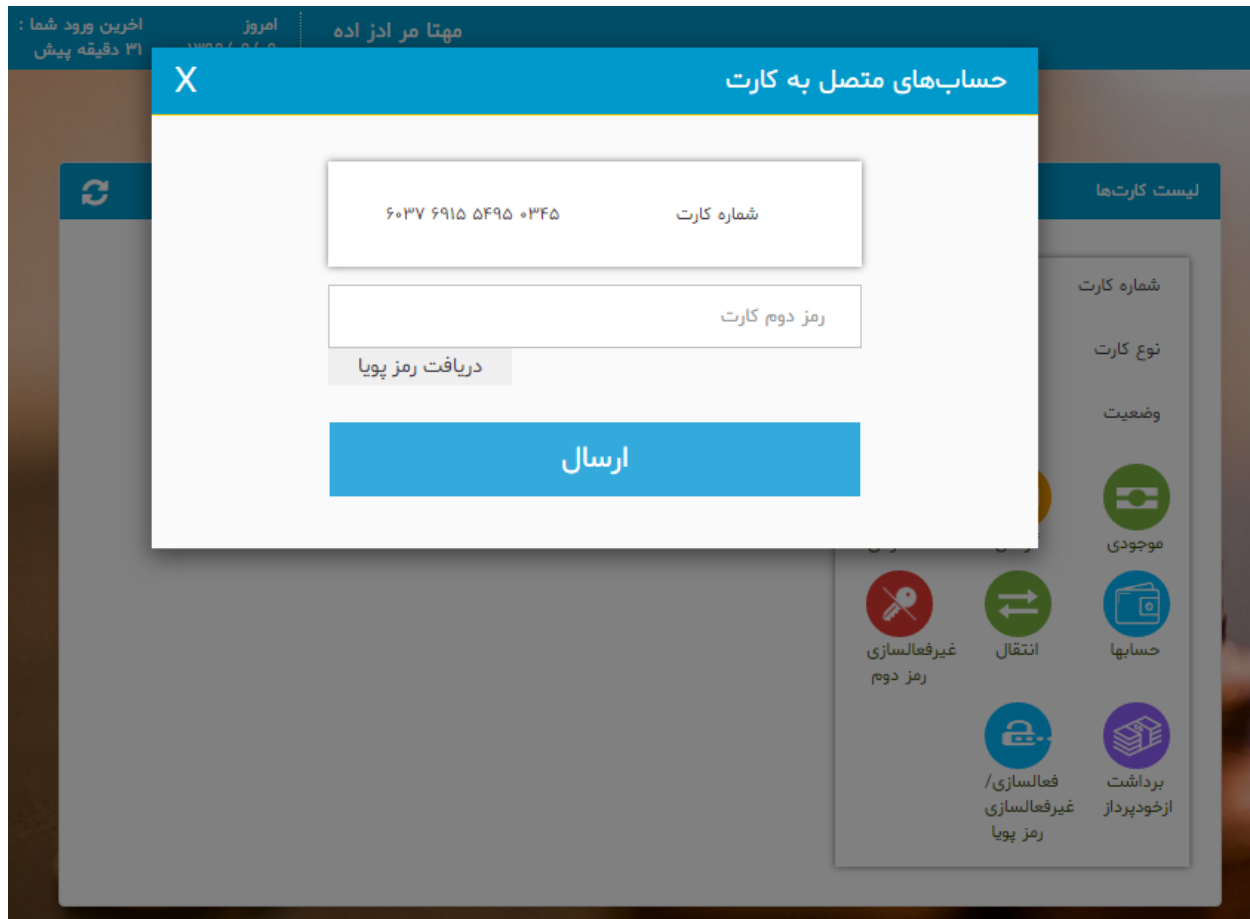 مهتا مر ادز اده
امروز
اخرین ورود شما :
۳۱ دقیقه پیش
حساب‌های متصل به کارت
X
شماره کارت
۶۰۳۷ ۶۹۱۵ ۵۴۹۵ ۰۳۴۵
رمز دوم کارت
دریافت رمز پویا
ارسال
لیست کارت‌ها
شماره کارت
نوع کارت
وضعیت
موجودی
حسابها
انتقال
غیرفعالسازی
رمز دوم
برداشت
ازخودپرداز
فعالسازی/
غیرفعالسازی
رمز پویا